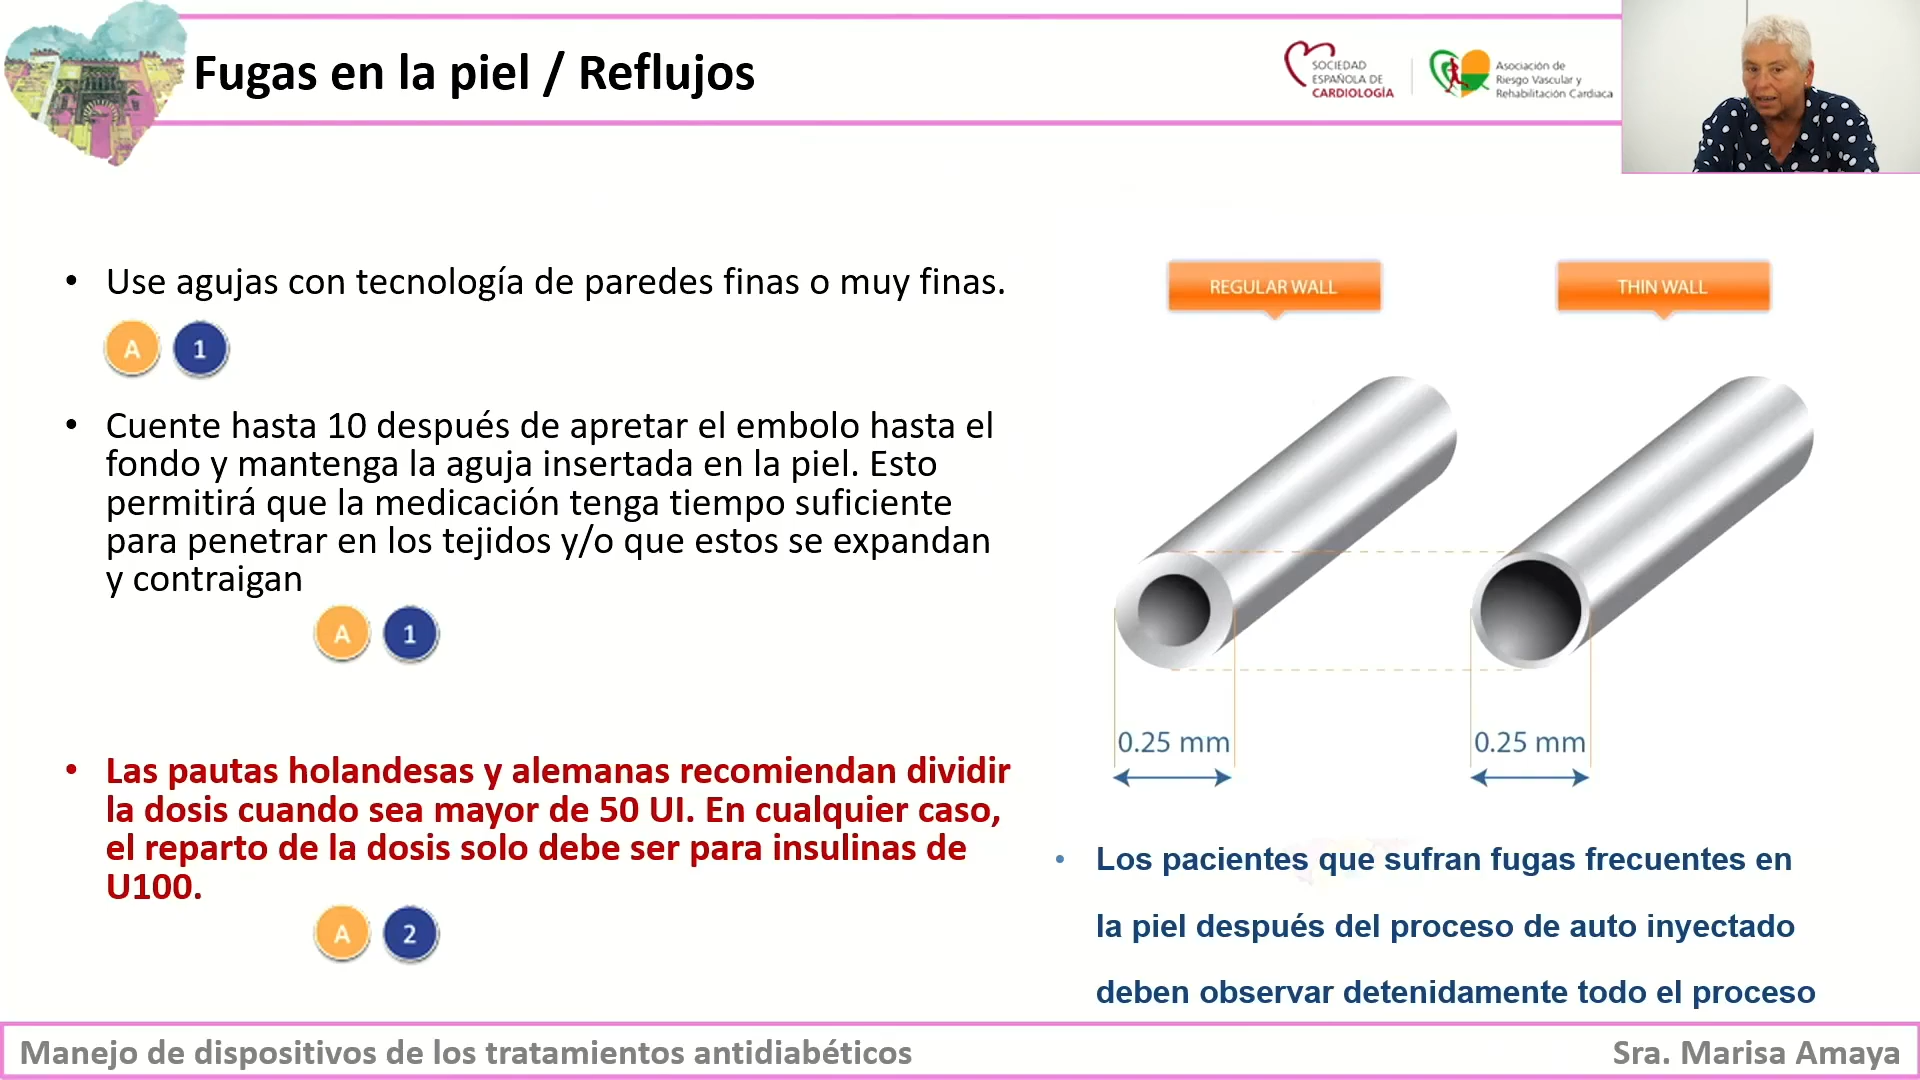 Fugas en la piel / Reflujos
SOCIEDAD
ESPAÑOLA DE
CARDIOLOGÍA
Asociación de
Riesgo Vascular y
Rehabilitación Cardiaca
7
• Use agujas con tecnología de paredes finas o muy finas.
A 1
• Cuente hasta 10 después de apretar el embolo hasta el
fondo y mantenga la aguja insertada en la piel. Esto
permitirá que la medicación tenga tiempo suficiente
para penetrar en los tejidos y/o que estos se expandan
y contraigan
A 1
• Las pautas holandesas y alemanas recomiendan dividir
la dosis cuando sea mayor de 50 UI. En cualquier caso,
el reparto de la dosis solo debe ser para insulinas de
U100.
A 2
REGULAR WALL
THIN WALL
0.25 mm
0.25 mm
• Los pacientes que sufran fugas frecuentes en
la piel después del proceso de auto inyectado
deben observar detenidamente todo el proceso
Manejo de dispositivos de los tratamientos antidiabéticos
Sra. Marisa Amaya